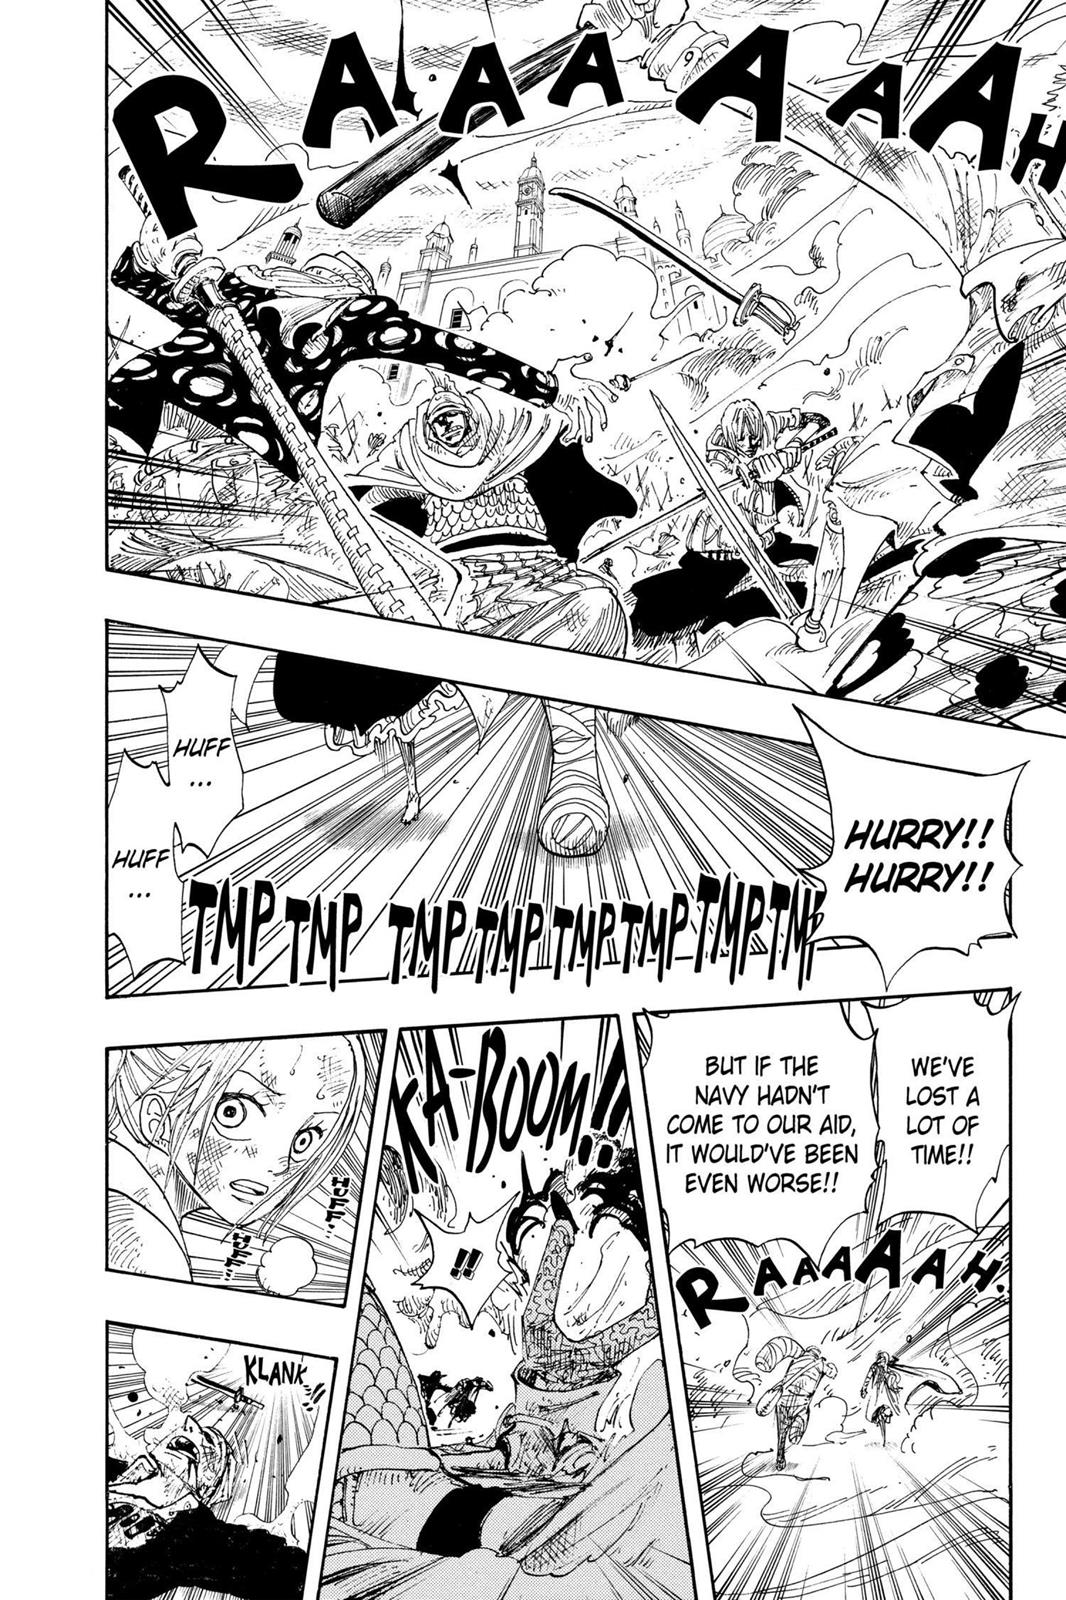 RAAAAAAH
HURRY!!
HURRY!!
HUFF
...
HUFF
...
TMP TMP TMP TMP TMP TMP TMP TMP
WE'VE
LOST A
LOT OF
TIME!!
BUT IF THE
NAVY HADN'T
COME TO OUR AID,
IT WOULD'VE BEEN
EVEN WORSE!!
RAAAAAH.
KA-BOOM!!
!!
HUFF..
HUFF..
KLANK!!